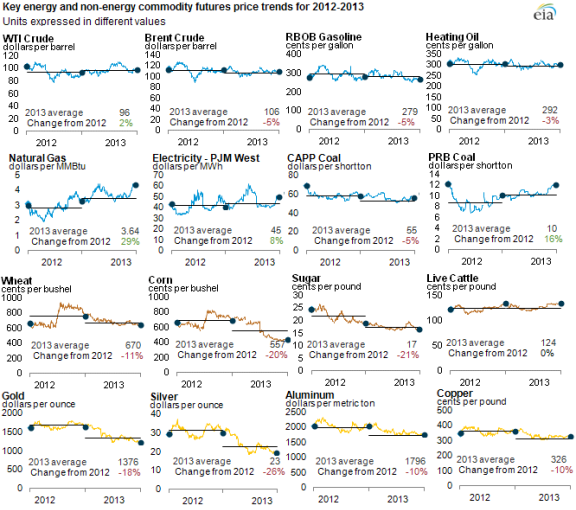 Key energy and non-energy commodity futures price trends for 2012-2013
Units expressed in different values
eia
WTI Crude
dollars per barrel
120
100
80
60
40
20
0
2013 average 96
Change from 2012 2%
2012 2013
Brent Crude
dollars per barrel
140
120
100
80
60
40
20
0
2013 average 106
Change from 2012 -5%
2012 2013
RBOB Gasoline
cents per gallon
400
300
200
100
0
2013 average 279
Change from 2012 -5%
2012 2013
Heating Oil
cents per gallon
350
300
250
200
150
100
50
0
2013 average 292
Change from 2012 -3%
2012 2013
Natural Gas
dollars per MMBtu
5
4
3
2
1
0
2013 average 3.64
Change from 2012 29%
2012 2013
Electricity - PJM West
dollars per MWh
60
50
40
30
20
10
0
2013 average 46
Change from 2012 8%
2012 2013
CAPP Coal
dollars per shortton
80
60
40
20
0
2013 average 55
Change from 2012 -5%
2012 2013
PRB Coal
dollars per shortton
14
12
10
8
6
4
2
0
2013 average 10
Change from 2012 16%
2012 2013
Wheat
cents per bushel
1000
800
600
400
200
0
2013 average 670
Change from 2012 -11%
2012 2013
Corn
cents per bushel
1000
800
600
400
200
0
2013 average 557
Change from 2012 -20%
2012 2013
Sugar
cents per pound
30
25
20
15
10
5
0
2013 average 17
Change from 2012 -21%
2012 2013
Live Cattle
cents per pound
150
100
50
0
2013 average 124
Change from 2012 0%
2012 2013
Gold
dollars per ounce
2000
1500
1000
500
0
2013 average 1376
Change from 2012 -18%
2012 2013
Silver
dollars per ounce
40
30
20
10
0
2013 average 23
Change from 2012 -26%
2012 2013
Aluminum
dollars per metric ton
2500
2000
1500
1000
500
0
2013 average 1796
Change from 2012 -10%
2012 2013
Copper
cents per pound
500
400
300
200
100
0
2013 average 326
Change from 2012 -10%
2012 2013